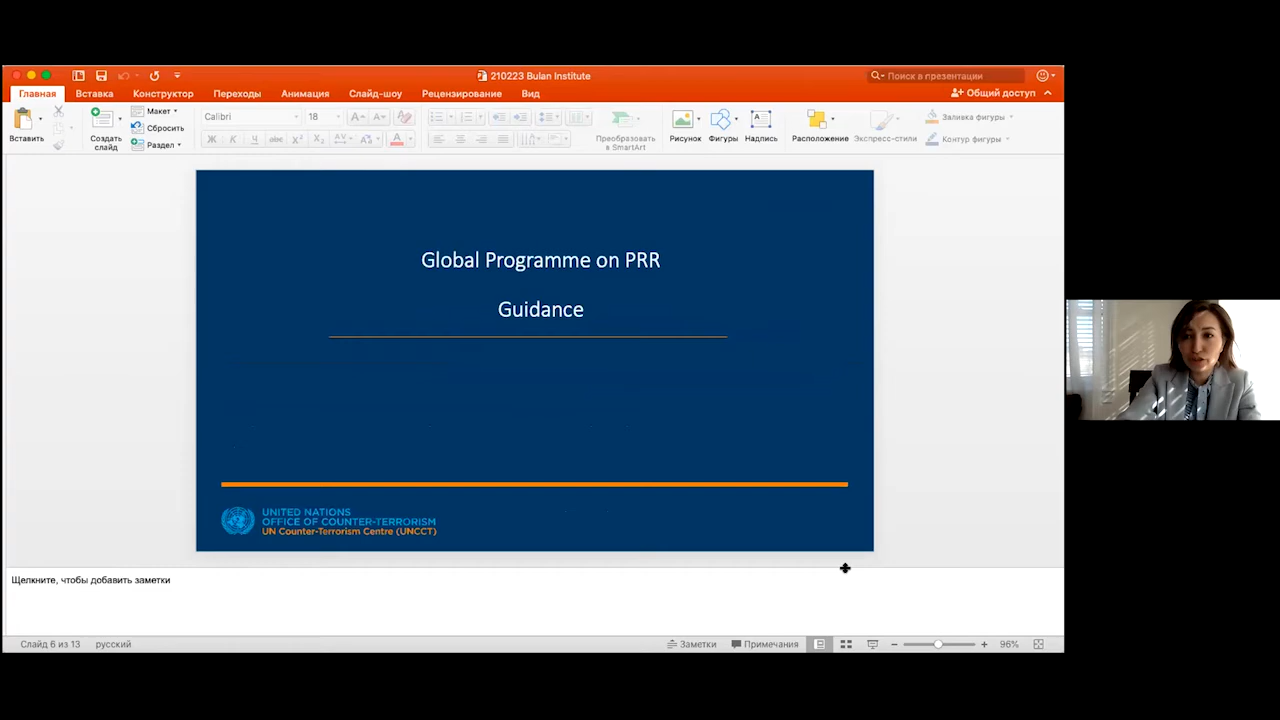 210223 Bulan Institute
Поиск в презентации
Главная
Вставка
Конструктор
Переходы
Анимация
Слайд-шоу
Рецензирование
Вид
Общий доступ
Вставить
Создать
слайд
Макет
Сбросить
Раздел
Calibri
18
Преобразовать
в SmartArt
Рисунок
Фигуры
Надпись
Расположение
Экспресс-стили
Заливка фигуры
Контур фигуры
Global Programme on PRR
Guidance
UNITED NATIONS
OFFICE OF COUNTER-TERRORISM
UN Counter-Terrorism Centre (UNCCT)
Щелкните, чтобы добавить заметки
Слайд 6 из 13
русский
Заметки
Примечания
96%